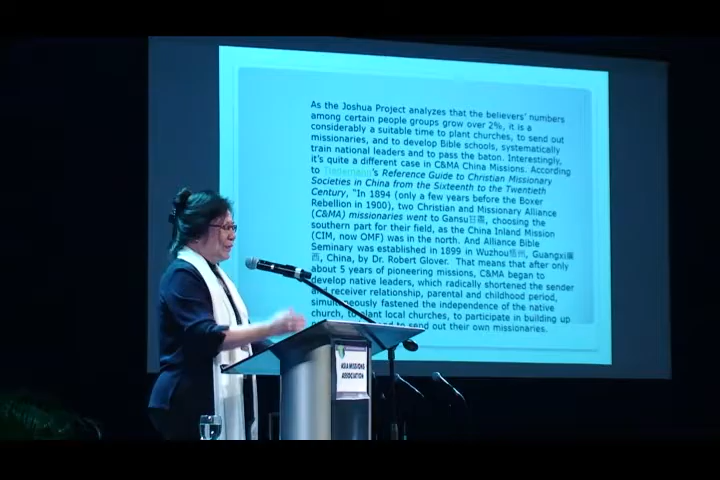 As the Joshua Project analyzes that the believers' numbers
among certain people groups grow over 2%, it is a
considerably a suitable time to plant churches, to send out
missionaries, and to develop Bible schools, systematically
train national leaders and to pass the baton. Interestingly,
it's quite a different case in C&MA China Missions. According
to Tiedemann's Reference Guide to Christian Missionary
Societies in China from the Sixteenth to the Twentieth
Century, "In 1894 (only a few years before the Boxer
Rebellion in 1900), two Christian and Missionary Alliance
(C&MA) missionaries went to Gansu甘肅, choosing the
southern part for their field, as the China Inland Mission
(CIM, now OMF) was in the north. And Alliance Bible
Seminary was established in 1899 in Wuzhou梧州, Guangxi廣
西, China, by Dr. Robert Glover. That means that after only
about 5 years of pioneering missions, C&MA began to
develop native leaders, which radically shortened the sender
and receiver relationship, parental and childhood period,
simultaneously fastened the independence of the native
church, to plant local churches, to participate in building up
and to send out their own missionaries.
ASIA MISSIONS
ASSOCIATION